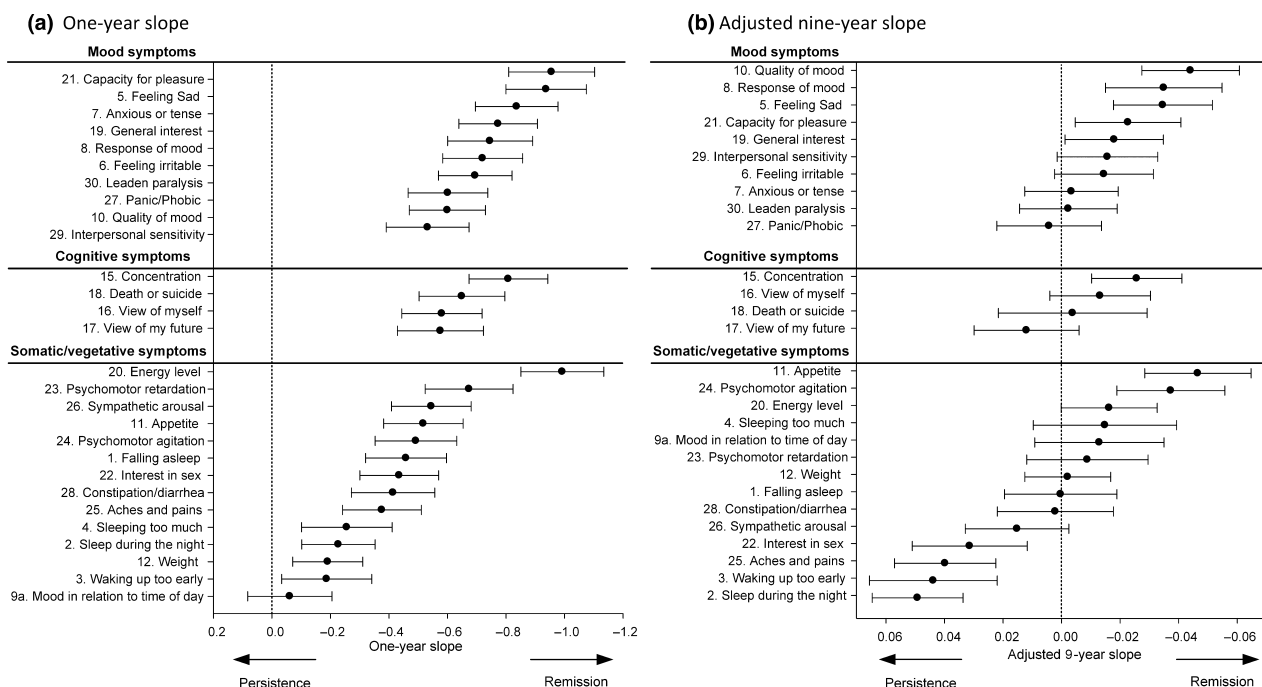 (a) One-year slope
Mood symptoms
21. Capacity for pleasure
5. Feeling Sad
7. Anxious or tense
19. General interest
8. Response of mood
6. Feeling irritable
30. Leaden paralysis
27. Panic/Phobic
10. Quality of mood
29. Interpersonal sensitivity
Cognitive symptoms
15. Concentration
18. Death or suicide
16. View of myself
17. View of my future
Somatic/vegetative symptoms
20. Energy level
23. Psychomotor retardation
26. Sympathetic arousal
11. Appetite
24. Psychomotor agitation
1. Falling asleep
22. Interest in sex
28. Constipation/diarrhea
25. Aches and pains
4. Sleeping too much
2. Sleep during the night
12. Weight
3. Waking up too early
9a. Mood in relation to time of day
0.2 0.0 −0.2 −0.4 −0.6 −0.8 −1.0 −1.2
One-year slope
Persistence Remission
(b) Adjusted nine-year slope
Mood symptoms
10. Quality of mood
8. Response of mood
5. Feeling Sad
21. Capacity for pleasure
19. General interest
29. Interpersonal sensitivity
6. Feeling irritable
7. Anxious or tense
30. Leaden paralysis
27. Panic/Phobic
Cognitive symptoms
15. Concentration
16. View of myself
18. Death or suicide
17. View of my future
Somatic/vegetative symptoms
11. Appetite
24. Psychomotor agitation
20. Energy level
4. Sleeping too much
9a. Mood in relation to time of day
23. Psychomotor retardation
12. Weight
1. Falling asleep
28. Constipation/diarrhea
26. Sympathetic arousal
22. Interest in sex
25. Aches and pains
3. Waking up too early
2. Sleep during the night
0.06 0.04 0.02 0.00 −0.02 −0.04 −0.06
Adjusted 9-year slope
Persistence Remission